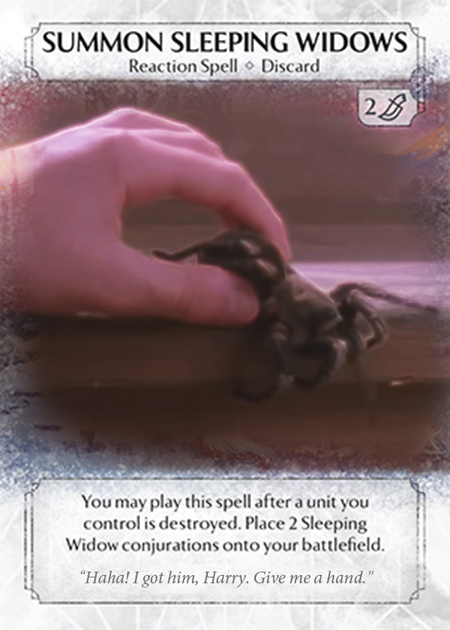 SUMMON SLEEPING WIDOWS
Reaction Spell ⋄ Discard
2
You may play this spell after a unit you
control is destroyed. Place 2 Sleeping
Widow conjurations onto your battlefield.
“Haha! I got him, Harry. Give me a hand."